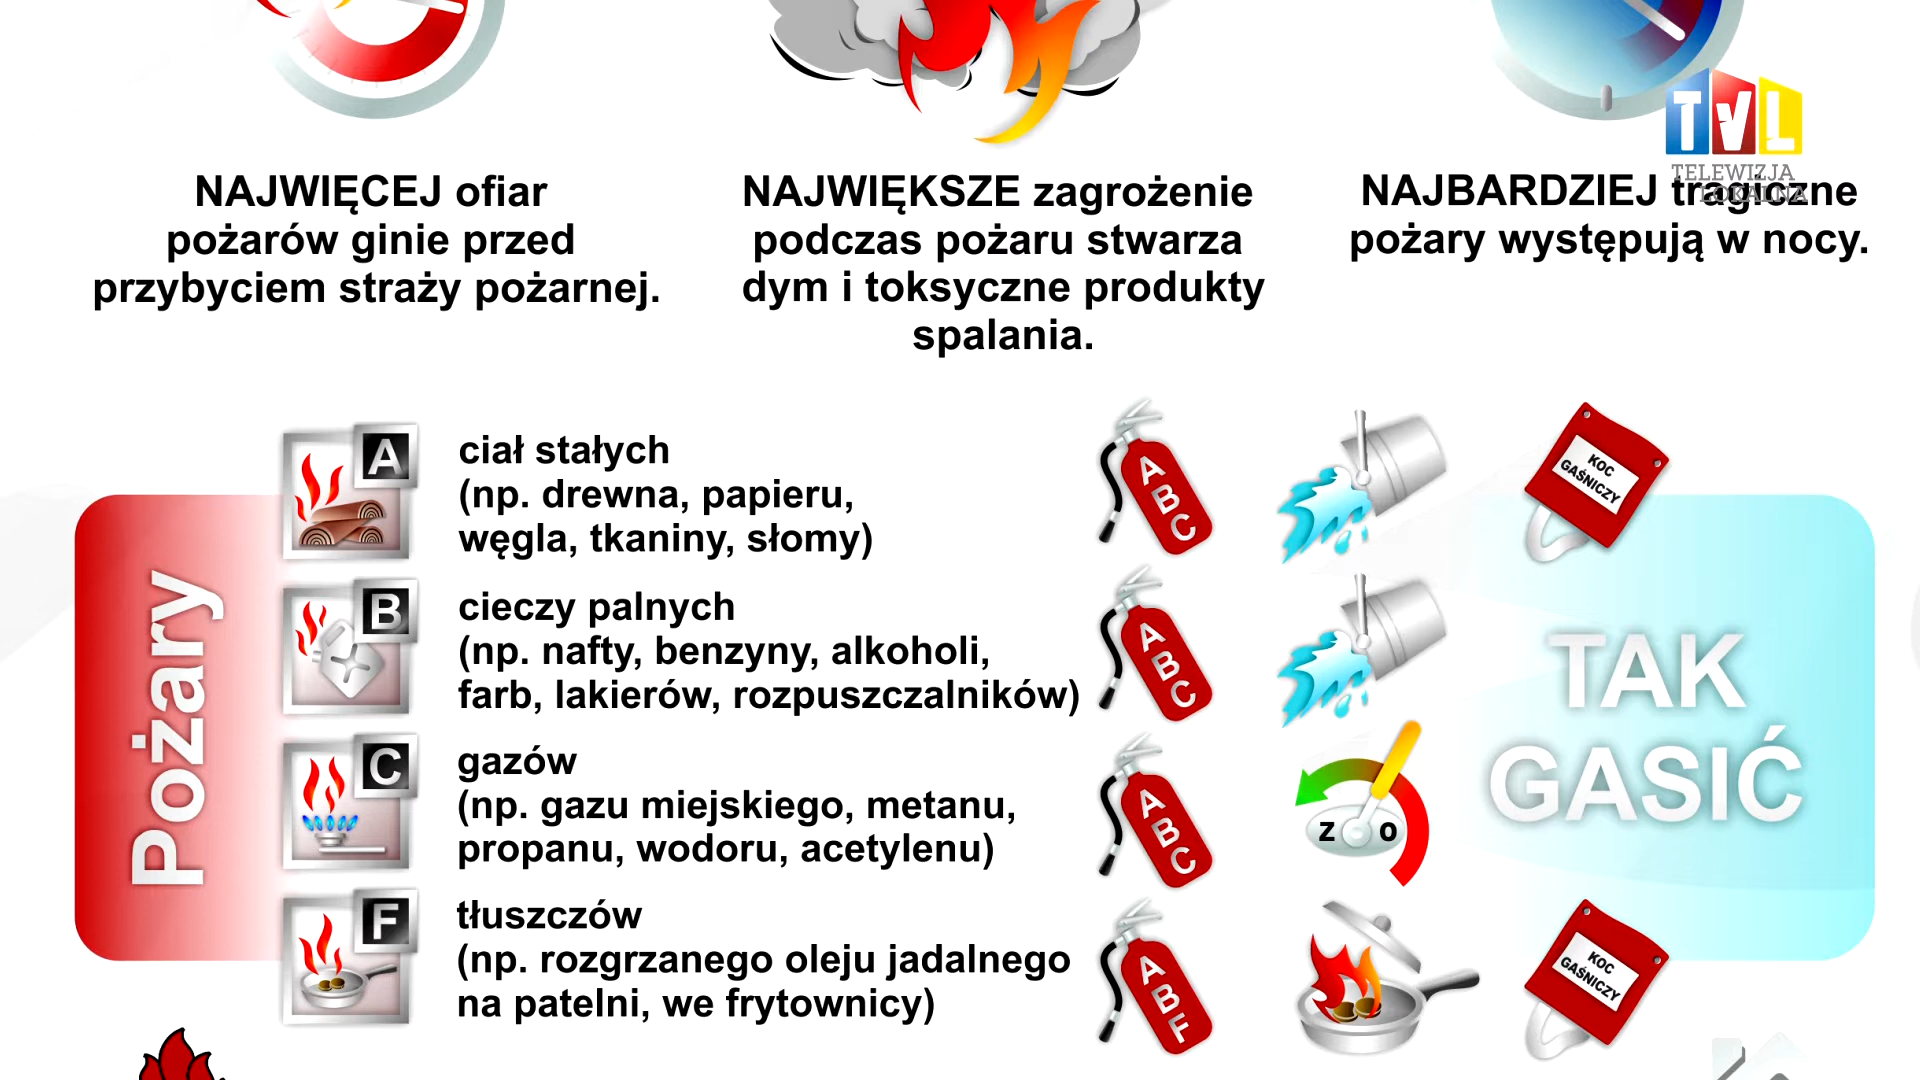 NAJWIĘCEJ ofiar
pożarów ginie przed
przybyciem straży pożarnej.
NAJWIĘKSZE zagrożenie
podczas pożaru stwarza
dym i toksyczne produkty
spalania.
TVL
TELEWIZJA
LOKALNA
NAJBARDZIEJ tragiczne
pożary występują w nocy.
Pożary
A
ciał stałych
(np. drewna, papieru,
węgla, tkaniny, słomy)
ABC
KOC
GAŚNICZY
B
cieczy palnych
(np. nafty, benzyny, alkoholi,
farb, lakierów, rozpuszczalników)
ABC
C
gazów
(np. gazu miejskiego, metanu,
propanu, wodoru, acetylenu)
ABC
Z O
F
tłuszczów
(np. rozgrzanego oleju jadalnego
na patelni, we frytownicy)
ABF
KOC
GAŚNICZY
TAK
GASIĆ